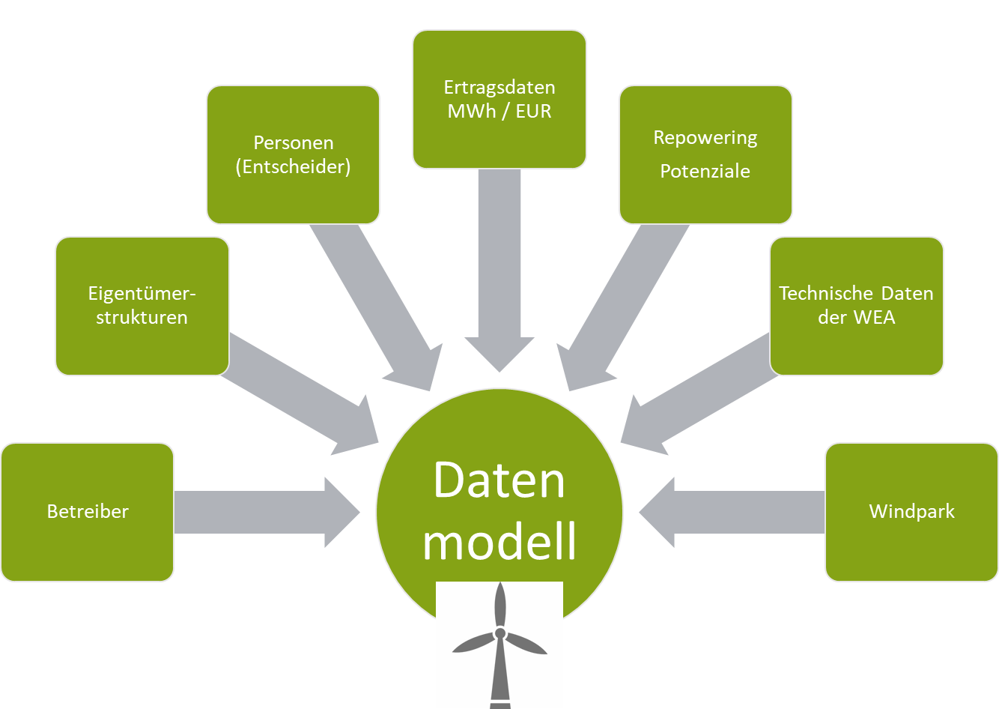 Ertragsdaten
MWh / EUR
Personen
(Entscheider)
Repowering
Potenziale
Eigentümer-
strukturen
Technische Daten
der WEA
Betreiber
Daten
modell
Windpark